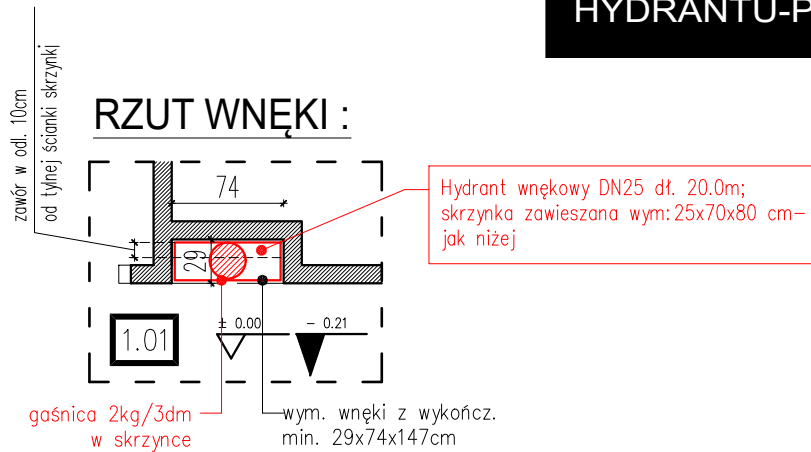 HYDRANTU-P
zawór w odl. 10cm
od tylnej ścianki skrzynki
RZUT WNĘKI :
74
29
Hydrant wnękowy DN25 dł. 20.0m;
skrzynka zawieszana wym: 25x70x80 cm-
jak niżej
1.01
± 0.00
- 0.21
gaśnica 2kg/3dm
w skrzynce
wym. wnęki z wykończ.
min. 29x74x147cm